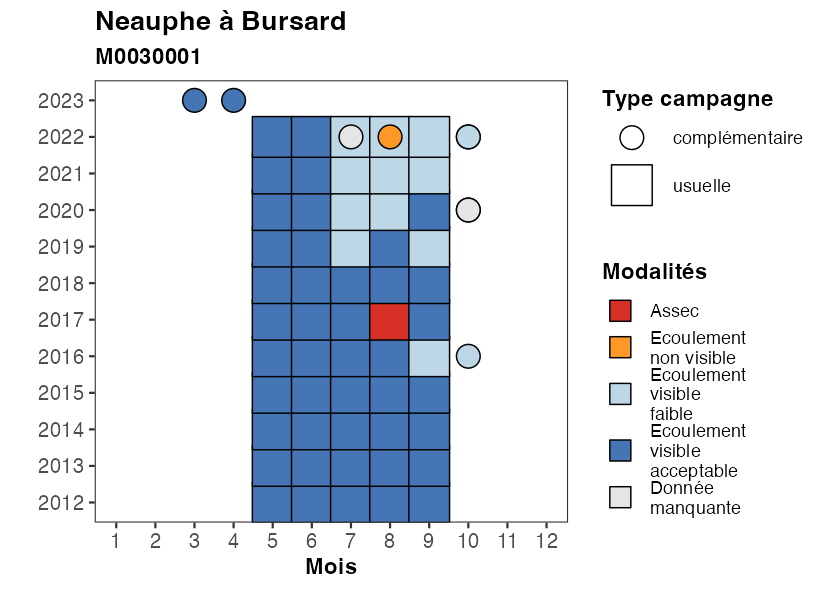 Neauphe à Bursard
M0030001
2023
2022
2021
2020
2019
2018
2017
2016
2015
2014
2013
2012
1 2 3 4 5 6 7 8 9 10 11 12
Mois
Type campagne
complémentaire
usuelle
Modalités
Assec
Ecoulement
non visible
Ecoulement
visible
faible
Ecoulement
visible
acceptable
Donnée
manquante